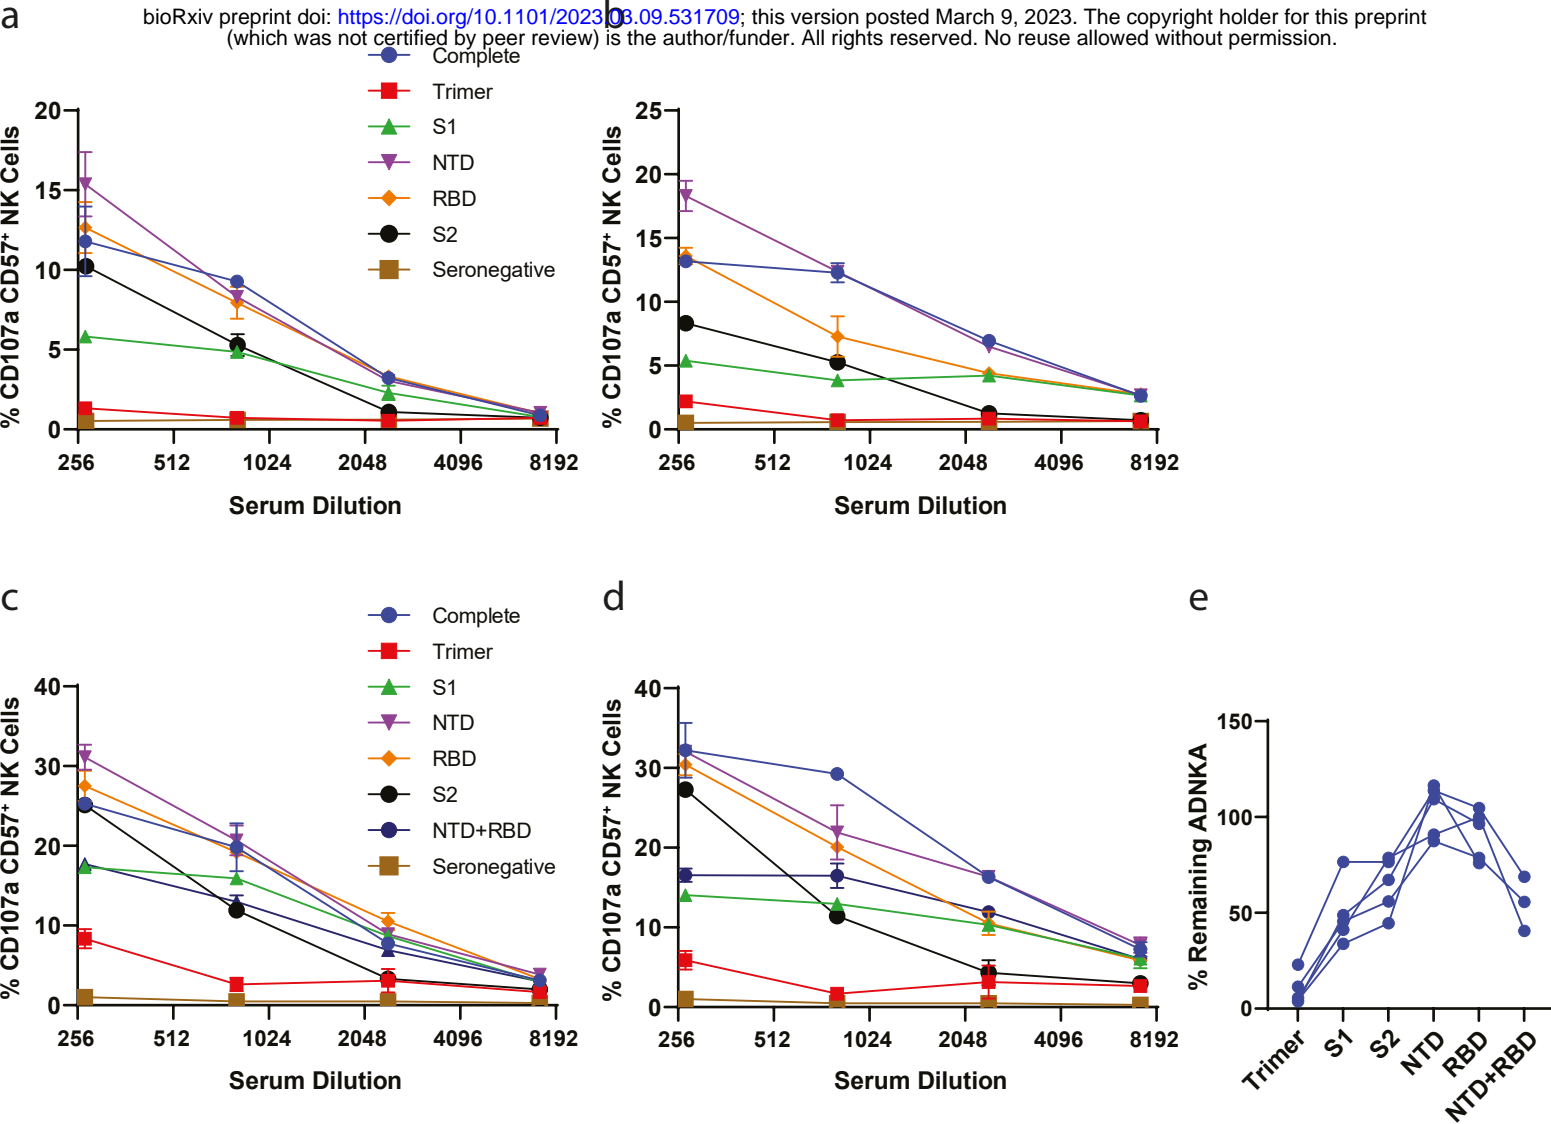 a
bioRxiv preprint doi: https://doi.org/10.1101/2023.03.09.531709; this version posted March 9, 2023. The copyright holder for this preprint
b
(which was not certified by peer review) is the author/funder. All rights reserved. No reuse allowed without permission.
Complete
Trimer
S1
NTD
RBD
S2
Seronegative
% CD107a CD57+ NK Cells
20
15
10
5
0
256 512 1024 2048 4096 8192
Serum Dilution
% CD107a CD57+ NK Cells
25
20
15
10
5
0
256 512 1024 2048 4096 8192
Serum Dilution
c
Complete
Trimer
S1
NTD
RBD
S2
NTD+RBD
Seronegative
% CD107a CD57+ NK Cells
40
30
20
10
0
256 512 1024 2048 4096 8192
Serum Dilution
d
% CD107a CD57+ NK Cells
40
30
20
10
0
256 512 1024 2048 4096 8192
Serum Dilution
e
% Remaining ADNKA
150
100
50
0
Trimer S1 S2 NTD RBD NTD+RBD